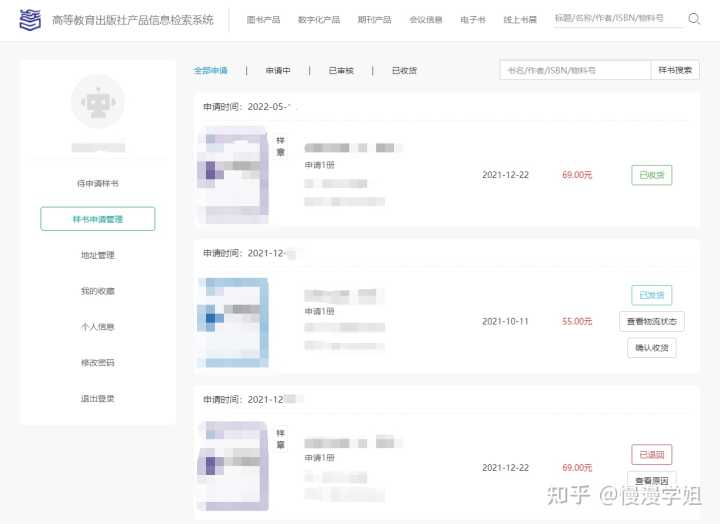 高等教育出版社产品信息检索系统
图书产品 数字化产品 期刊产品 会议信息 电子书 线上书展 标题/名称/作者/ISBN/物料号
全部申请 | 申请中 | 已审核 | 已收货 书名/作者/ISBN/物料号 样书搜索
待申请样书
样书申请管理
地址管理
我的收藏
个人信息
修改密码
退出登录
申请时间：2022-05-
样章
申请1册
2021-12-22 69.00元 已收货
申请时间：2021-12-
申请1册
2021-10-11 55.00元 已发货
查看物流状态
确认收货
申请时间：2021-12
样章
申请1册
2021-12-22 69.00元 已退回
查看原因
知乎 @慢漫学姐